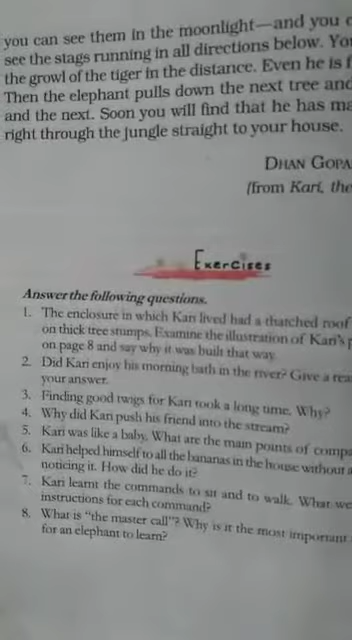 you can see them in the moonlight—and you
see the stags running in all directions below.
the growl of the tiger in the distance. Even he is
Then the elephant pulls down the next tree and
and the next. Soon you will find that he has
right through the jungle straight to your house.
DHAN
[from Kari, the
Exercises
Answer the following questions.
1. The enclosure in which Kari lived had a thatched roof
on thick tree stumps. Examine the illustration of Kari's
on page 8 and say why it was built that way.
2. Did Kari enjoy his morning bath in the river? Give a
your answer.
3. Finding good twigs for Kari took a long time. Why?
4. Why did Kari push his friend into the stream?
5. Kari was like a baby. What are the main points of
6. Kari helped himself to all the bananas in the house without
noticing it. How did he do it?
7. Kari learnt the commands to sit and to walk. What
instructions for each command?
8. What is “the master call”? Why is it the most important
for an elephant to learn?